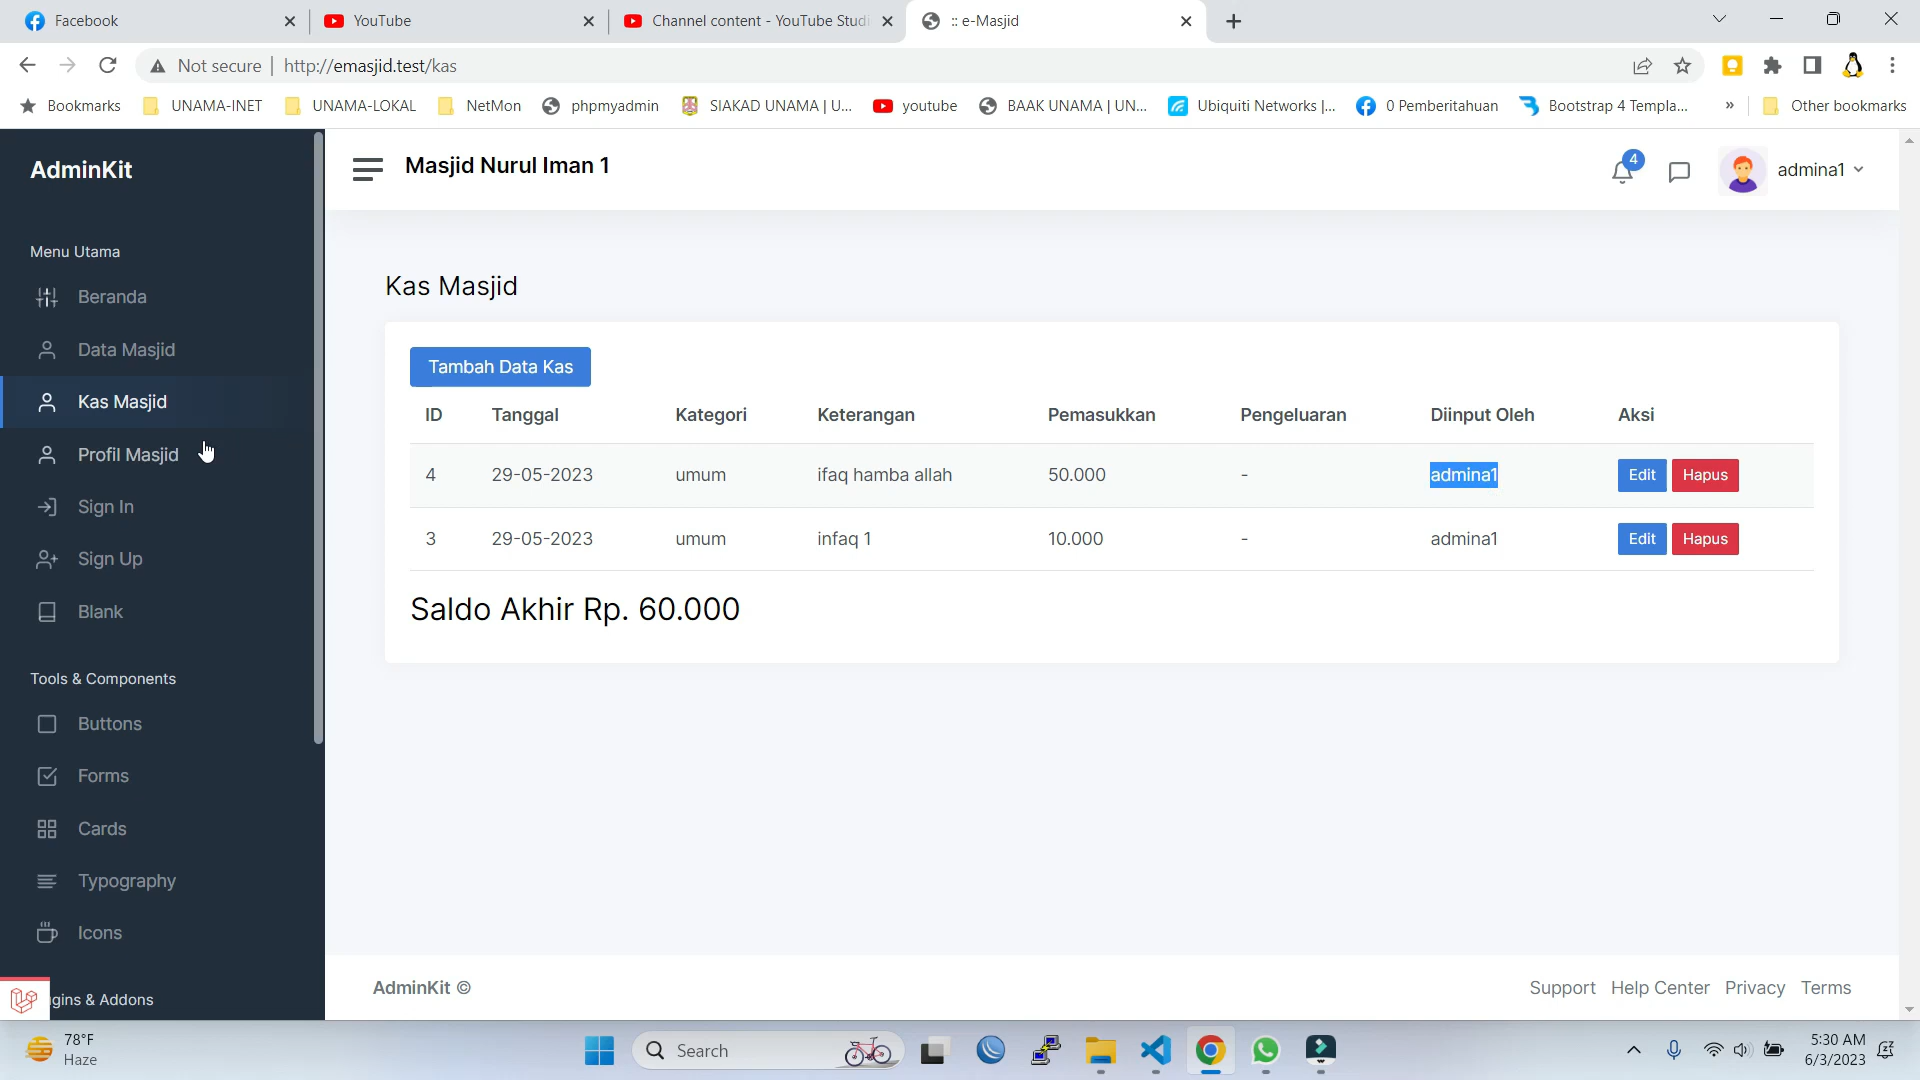 Facebook
YouTube
Channel content - YouTube Studi
:: e-Masjid
Not secure
http://emasjid.test/kas
Bookmarks
UNAMA-INET
UNAMA-LOKAL
NetMon
phpmyadmin
SIAKAD UNAMA | U...
youtube
BAAK UNAMA | UN...
Ubiquiti Networks |...
0 Pemberitahuan
Bootstrap 4 Templa...
»
Other bookmarks
AdminKit
Masjid Nurul Iman 1
4
admina1
Menu Utama
Beranda
Data Masjid
Kas Masjid
Profil Masjid
Sign In
Sign Up
Blank
Tools & Components
Buttons
Forms
Cards
Typography
Icons
gins & Addons
Kas Masjid
Tambah Data Kas
ID Tanggal Kategori Keterangan Pemasukkan Pengeluaran Diinput Oleh Aksi
4 29-05-2023 umum ifaq hamba allah 50.000 - admina1 Edit Hapus
3 29-05-2023 umum infaq 1 10.000 - admina1 Edit Hapus
Saldo Akhir Rp. 60.000
AdminKit ©
Support Help Center Privacy Terms
78°F
Haze
Search
5:30 AM
6/3/2023